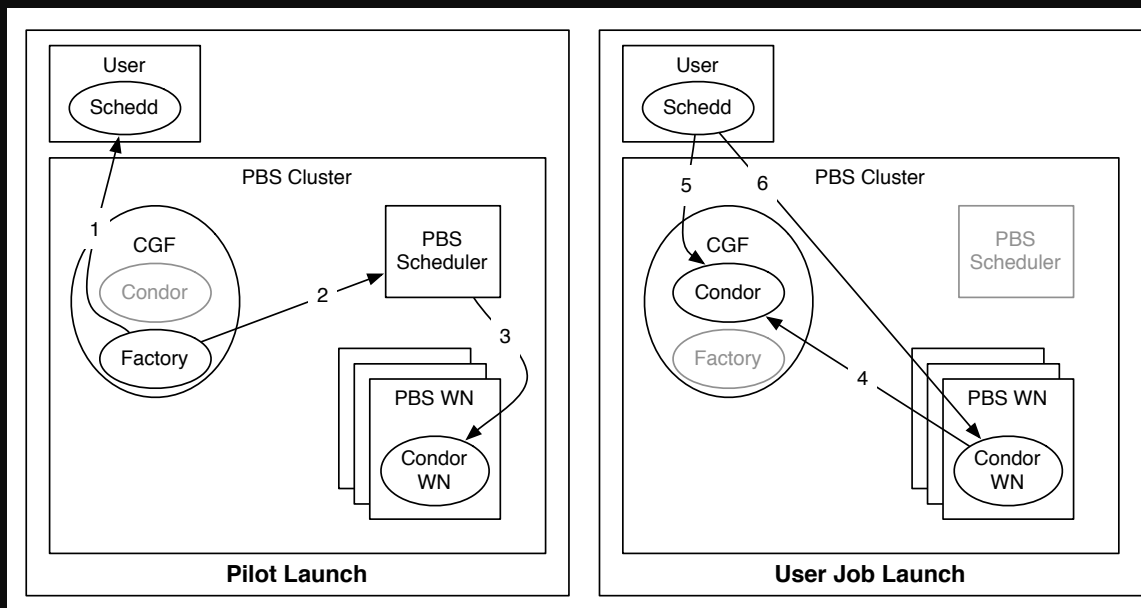 User
Schedd
PBS Cluster
1
CGF
Condor
Factory
2
PBS
Scheduler
3
PBS WN
Condor
WN
Pilot Launch
User
Schedd
5
6
PBS Cluster
CGF
Condor
Factory
PBS
Scheduler
4
PBS WN
Condor
WN
User Job Launch